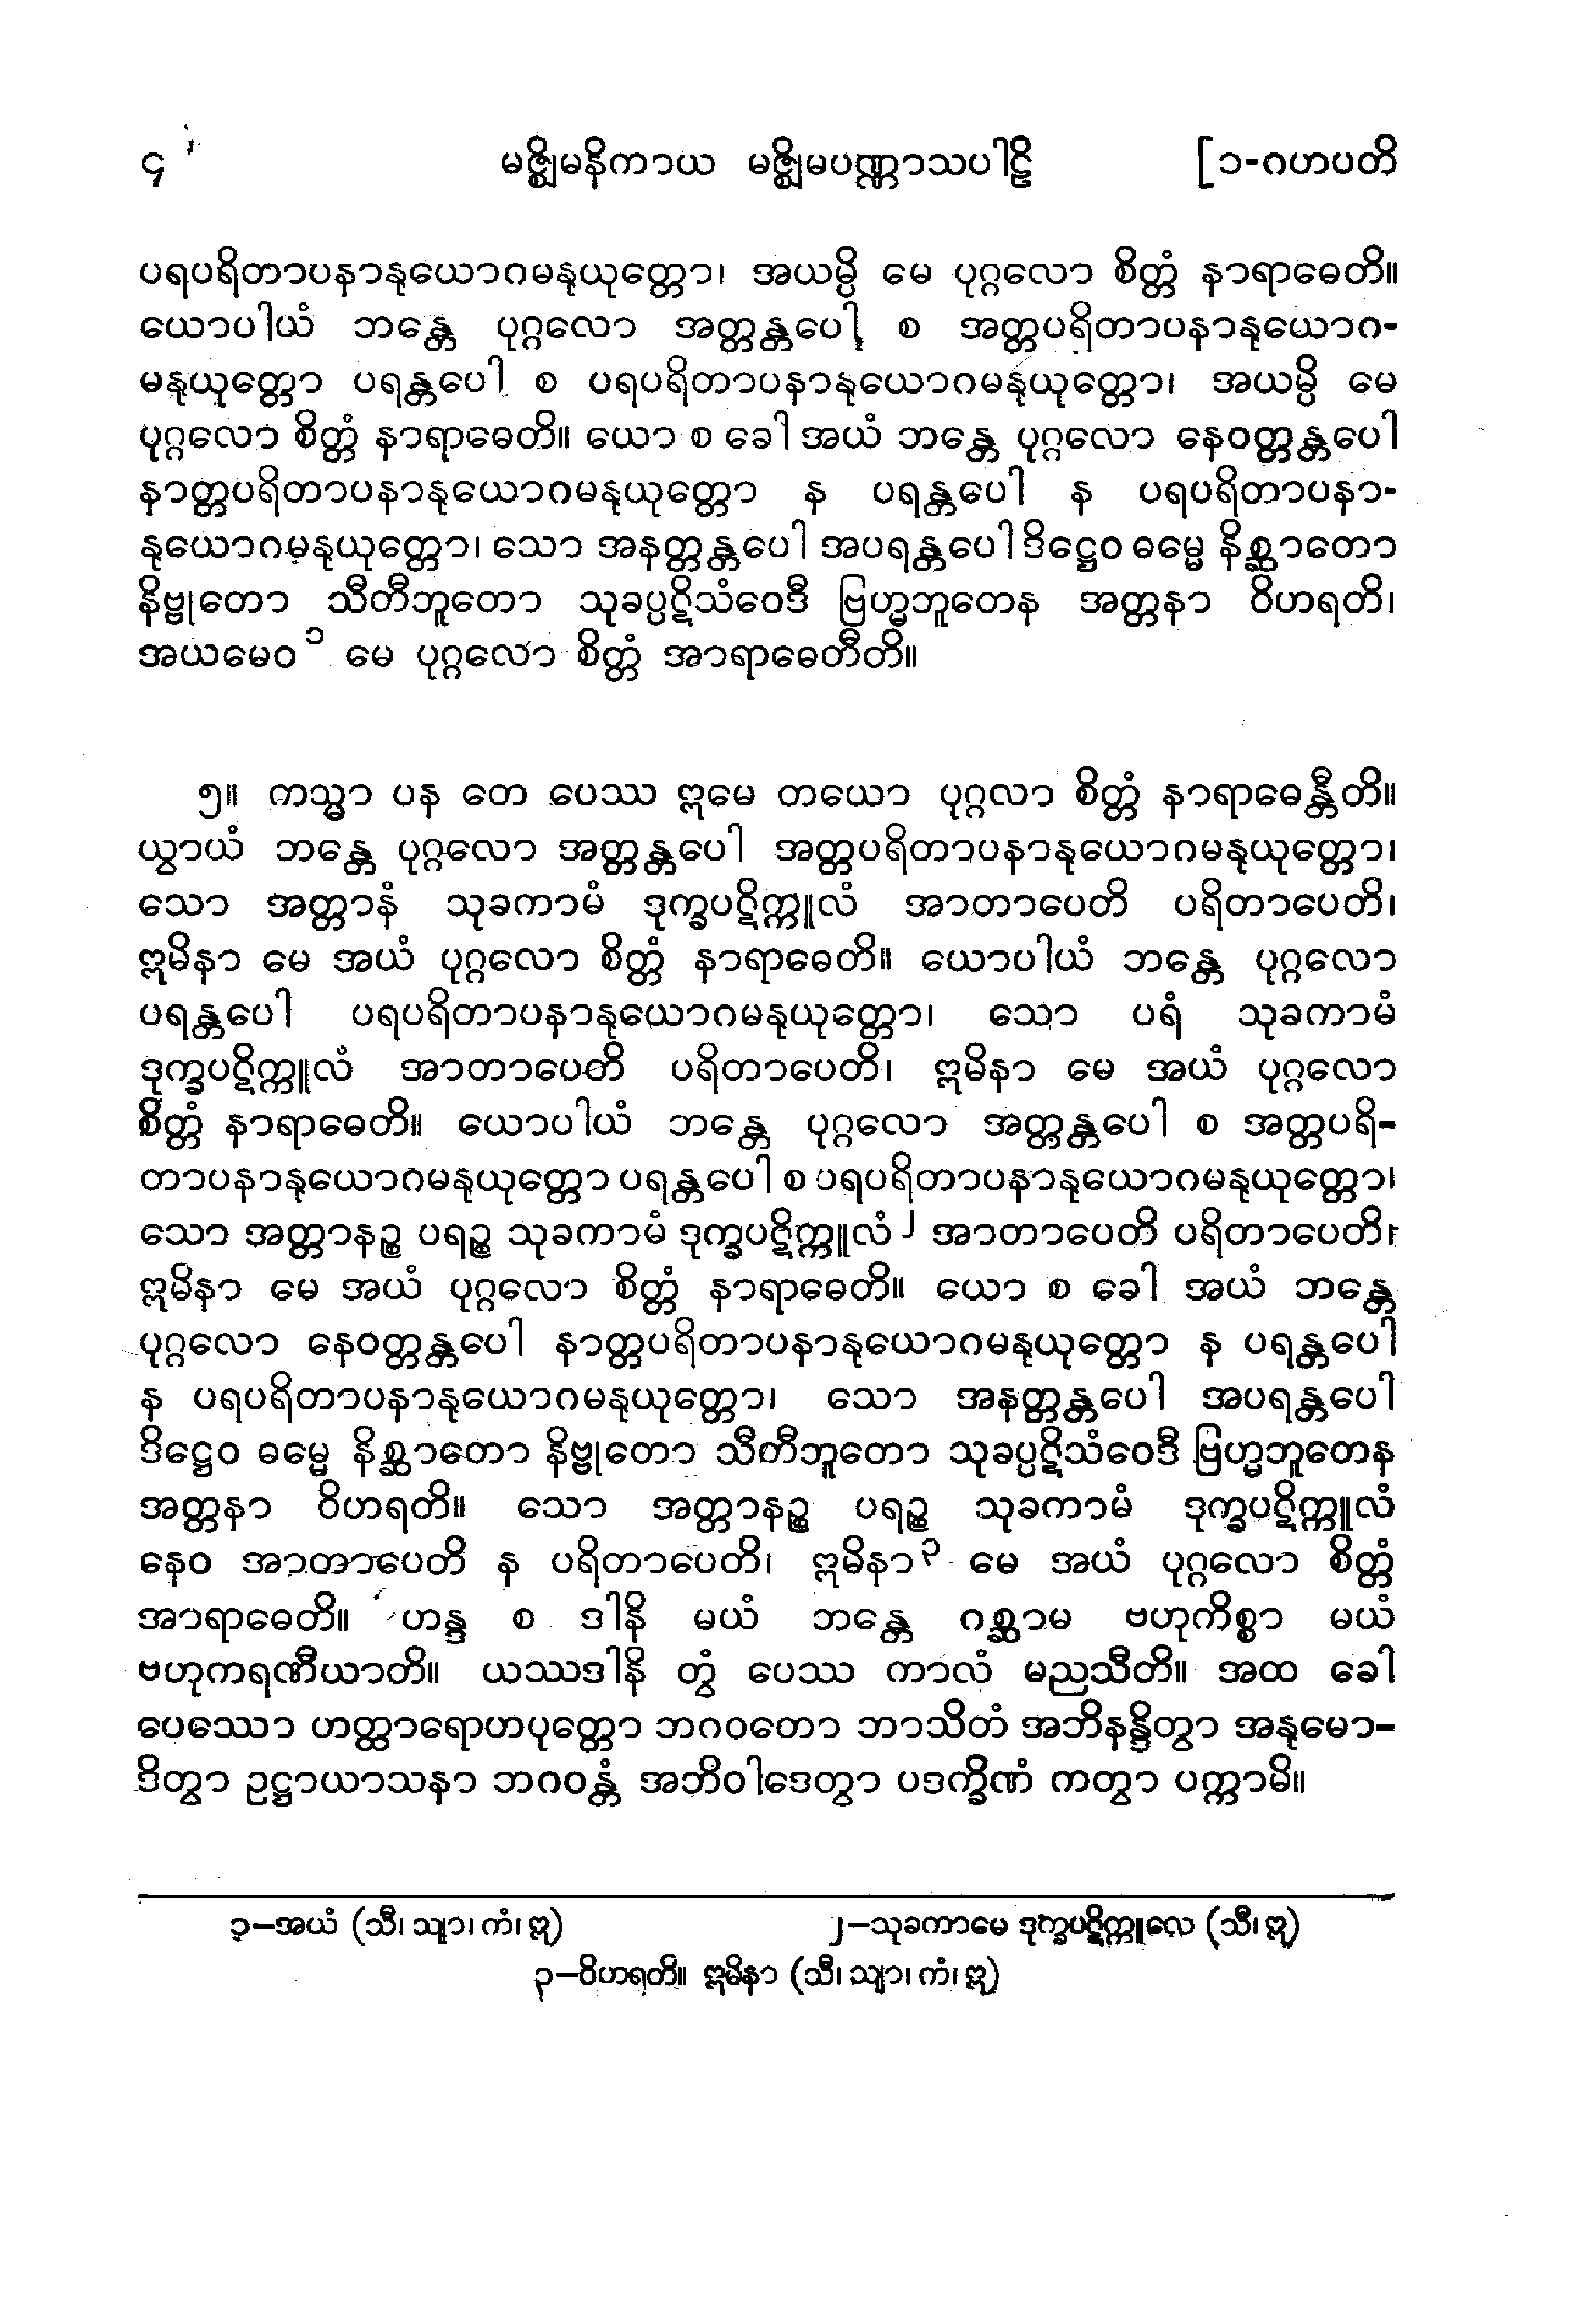 ၄ မဇ္ဈိမနိကာယ မဇ္ဈိမပဏ္ဏာသပါဠိ [၁-ဂဟပတိ
ပရပရိတာပနာနုယောဂမနုယုတ္တော၊ အယမ္ပိ မေ ပုဂ္ဂလော စိတ္တံ နာရာဓေတိ။
ယောပါယံ ဘန္တေ ပုဂ္ဂလော အတ္တန္တပေါ စ အတ္တပရိတာပနာနုယောဂ-
မနုယုတ္တော ပရန္တပေါ စ ပရပရိတာပနာနုယောဂမနုယုတ္တော၊ အယမ္ပိ မေ
ပုဂ္ဂလော စိတ္တံ နာရာဓေတိ။ ယော စ ခေါ အယံ ဘန္တေ ပုဂ္ဂလော နေဝတ္တန္တပေါ
နာတ္တပရိတာပနာနုယောဂမနုယုတ္တော န ပရန္တပေါ န ပရပရိတာပနာ-
နုယောဂမနုယုတ္တော၊ သော အနတ္တန္တပေါ အပရန္တပေါ ဒိဋ္ဌေဝ ဓမ္မေ နိစ္ဆာတော
နိဗ္ဗုတော သီတီဘူတော သုခပ္ပဋိသံဝေဒီ ဗြဟ္မဘူတေန အတ္တနာ ဝိဟရတိ၊
အယမေဝ ၁ မေ ပုဂ္ဂလော စိတ္တံ အာရာဓေတီတိ။
၅။ ကသ္မာ ပန တေ ပေဿ ဣမေ တယော ပုဂ္ဂလာ စိတ္တံ နာရာဓေန္တီတိ။
ယွာယံ ဘန္တေ ပုဂ္ဂလော အတ္တန္တပေါ အတ္တပရိတာပနာနုယောဂမနုယုတ္တော၊
သော အတ္တာနံ သုခကာမံ ဒုက္ခပဋိက္ကူလံ အာတာပေတိ ပရိတာပေတိ၊
ဣမိနာ မေ အယံ ပုဂ္ဂလော စိတ္တံ နာရာဓေတိ။ ယောပါယံ ဘန္တေ ပုဂ္ဂလော
ပရန္တပေါ ပရပရိတာပနာနုယောဂမနုယုတ္တော၊ သော ပရံ သုခကာမံ
ဒုက္ခပဋိက္ကူလံ အာတာပေတိ ပရိတာပေတိ၊ ဣမိနာ မေ အယံ ပုဂ္ဂလော
စိတ္တံ နာရာဓေတိ။ ယောပါယံ ဘန္တေ ပုဂ္ဂလော အတ္တန္တပေါ စ အတ္တပရိ-
တာပနာနုယောဂမနုယုတ္တော ပရန္တပေါ စ ပရပရိတာပနာနုယောဂမနုယုတ္တော၊
သော အတ္တာနဉ္စ ပရဉ္စ သုခကာမံ ဒုက္ခပဋိက္ကူလံ ၂ အာတာပေတိ ပရိတာပေတိ၊
ဣမိနာ မေ အယံ ပုဂ္ဂလော စိတ္တံ နာရာဓေတိ။ ယော စ ခေါ အယံ ဘန္တေ
ပုဂ္ဂလော နေဝတ္တန္တပေါ နာတ္တပရိတာပနာနုယောဂမနုယုတ္တော န ပရန္တပေါ
န ပရပရိတာပနာနုယောဂမနုယုတ္တော၊ သော အနတ္တန္တပေါ အပရန္တပေါ
ဒိဋ္ဌေဝ ဓမ္မေ နိစ္ဆာတော နိဗ္ဗုတော သီတီဘူတော သုခပ္ပဋိသံဝေဒီ ဗြဟ္မဘူတေန
အတ္တနာ ဝိဟရတိ။ သော အတ္တာနဉ္စ ပရဉ္စ သုခကာမံ ဒုက္ခပဋိက္ကူလံ
နေဝ အာတာပေတိ န ပရိတာပေတိ၊ ဣမိနာ ၃ မေ အယံ ပုဂ္ဂလော စိတ္တံ
အာရာဓေတိ။ ဟန္ဒ စ ဒါနိ မယံ ဘန္တေ ဂစ္ဆာမ ဗဟုကိစ္စာ မယံ
ဗဟုကရဏီယာတိ။ ယဿဒါနိ တွံ ပေဿ ကာလံ မညသီတိ။ အထ ခေါ
ပေဿော ဟတ္ထာရောဟပုတ္တော ဘဂဝတော ဘာသိတံ အဘိနန္ဒိတွာ အနုမော-
ဒိတွာ ဥဋ္ဌာယာသနာ ဘဂဝန္တံ အဘိဝါဒေတွာ ပဒက္ခိဏံ ကတွာ ပက္ကာမိ။
၁-အယံ (သီ၊ သျာ၊ ကံ၊ ဣ) ၂-သုခကာမေ ဒုက္ခပဋိက္ကူလေ (သီ၊ ဣ)
၃-ဝိဟရတိ။ ဣမိနာ (သီ၊ သျာ၊ ကံ၊ ဣ)